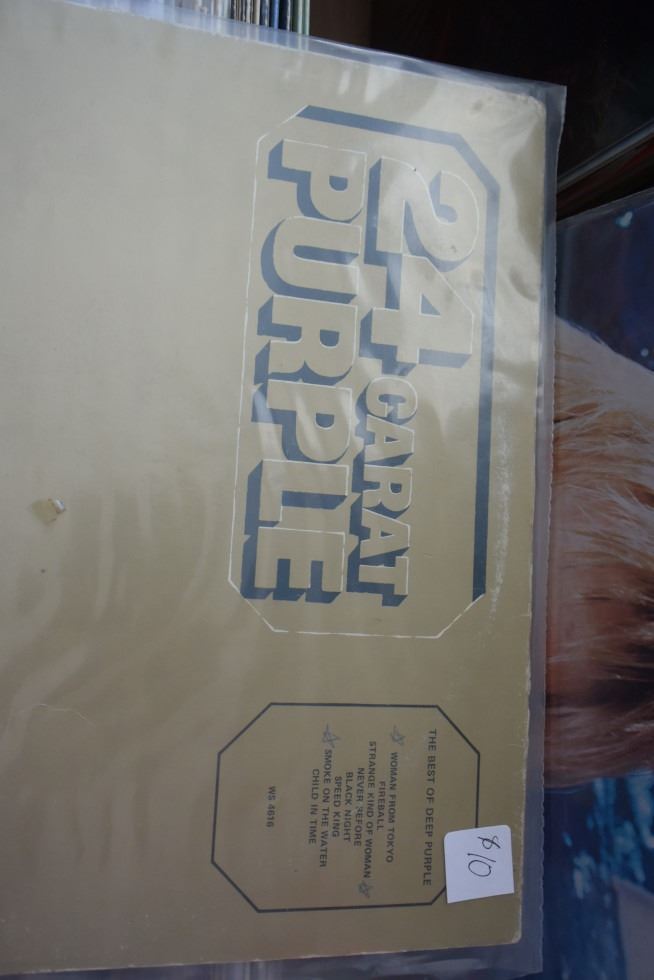 24 CARAT
PURPLE
THE BEST OF DEEP PURPLE
WOMAN FROM TOKYO
FIREBALL
STRANGE KIND OF WOMAN
NEVER BEFORE
BLACK NIGHT
SPEED KING
SMOKE ON THE WATER
CHILD IN TIME
WS 4616
$10